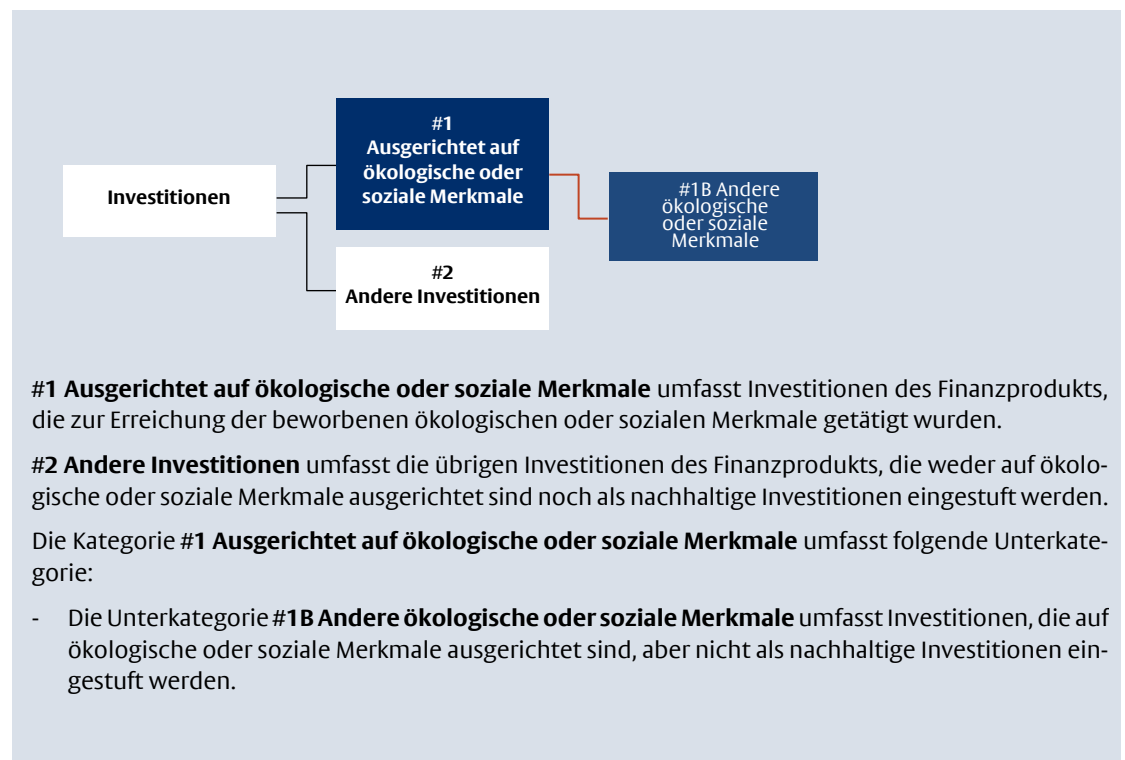 #1
Ausgerichtet auf
ökologische oder
soziale Merkmale
Investitionen
#1B Andere
ökologische
oder soziale
Merkmale
#2
Andere Investitionen
#1 Ausgerichtet auf ökologische oder soziale Merkmale umfasst Investitionen des Finanzprodukts,
die zur Erreichung der beworbenen ökologischen oder sozialen Merkmale getätigt wurden.
#2 Andere Investitionen umfasst die übrigen Investitionen des Finanzprodukts, die weder auf ökolo-
gische oder soziale Merkmale ausgerichtet sind noch als nachhaltige Investitionen eingestuft werden.
Die Kategorie #1 Ausgerichtet auf ökologische oder soziale Merkmale umfasst folgende Unterkate-
gorie:
- Die Unterkategorie #1B Andere ökologische oder soziale Merkmale umfasst Investitionen, die auf
ökologische oder soziale Merkmale ausgerichtet sind, aber nicht als nachhaltige Investitionen ein-
gestuft werden.